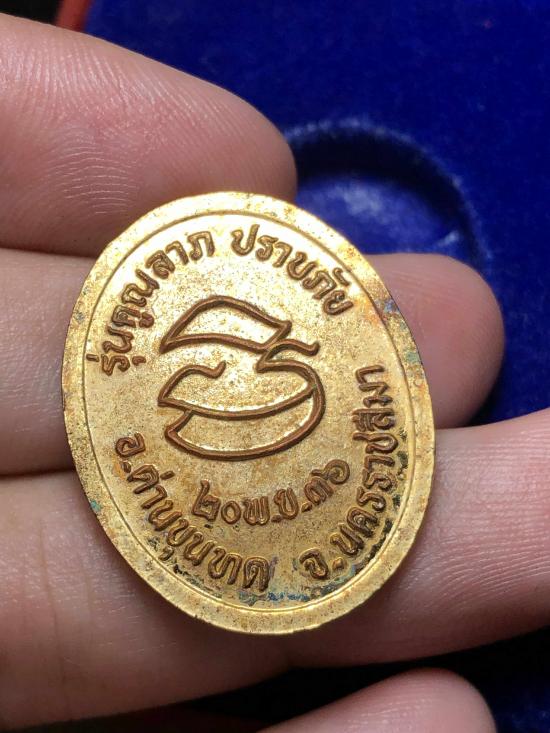 รุ่นคูณลาภ ปราบภัย
๒๐พ.ย.๓๖
อ.ด่านขุนทด จ.นครราชสีมา